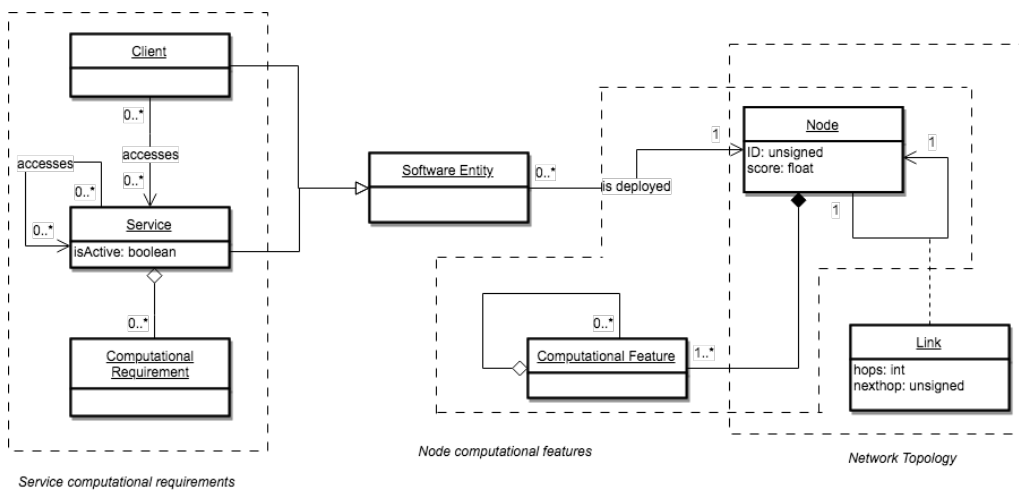 Client
0..*
accesses
0..*
accesses
0..*
0..*
Service
isActive: boolean
0..*
Computational
Requirement
Service computational requirements
Software Entity
0..*
is deployed
1
Node
ID: unsigned
score: float
1
1
0..*
Computational Feature
1..*
Node computational features
Link
hops: int
nexthop: unsigned
Network Topology